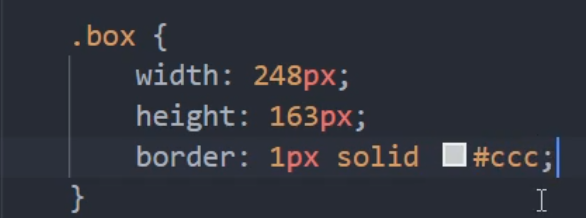 .box {
    width: 248px;
    height: 163px;
    border: 1px solid #ccc;
}